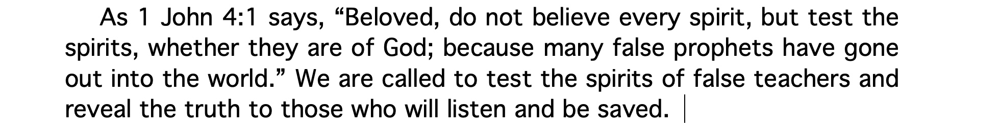 As 1 John 4:1 says, “Beloved, do not believe every spirit, but test the
spirits, whether they are of God; because many false prophets have gone
out into the world.” We are called to test the spirits of false teachers and
reveal the truth to those who will listen and be saved.